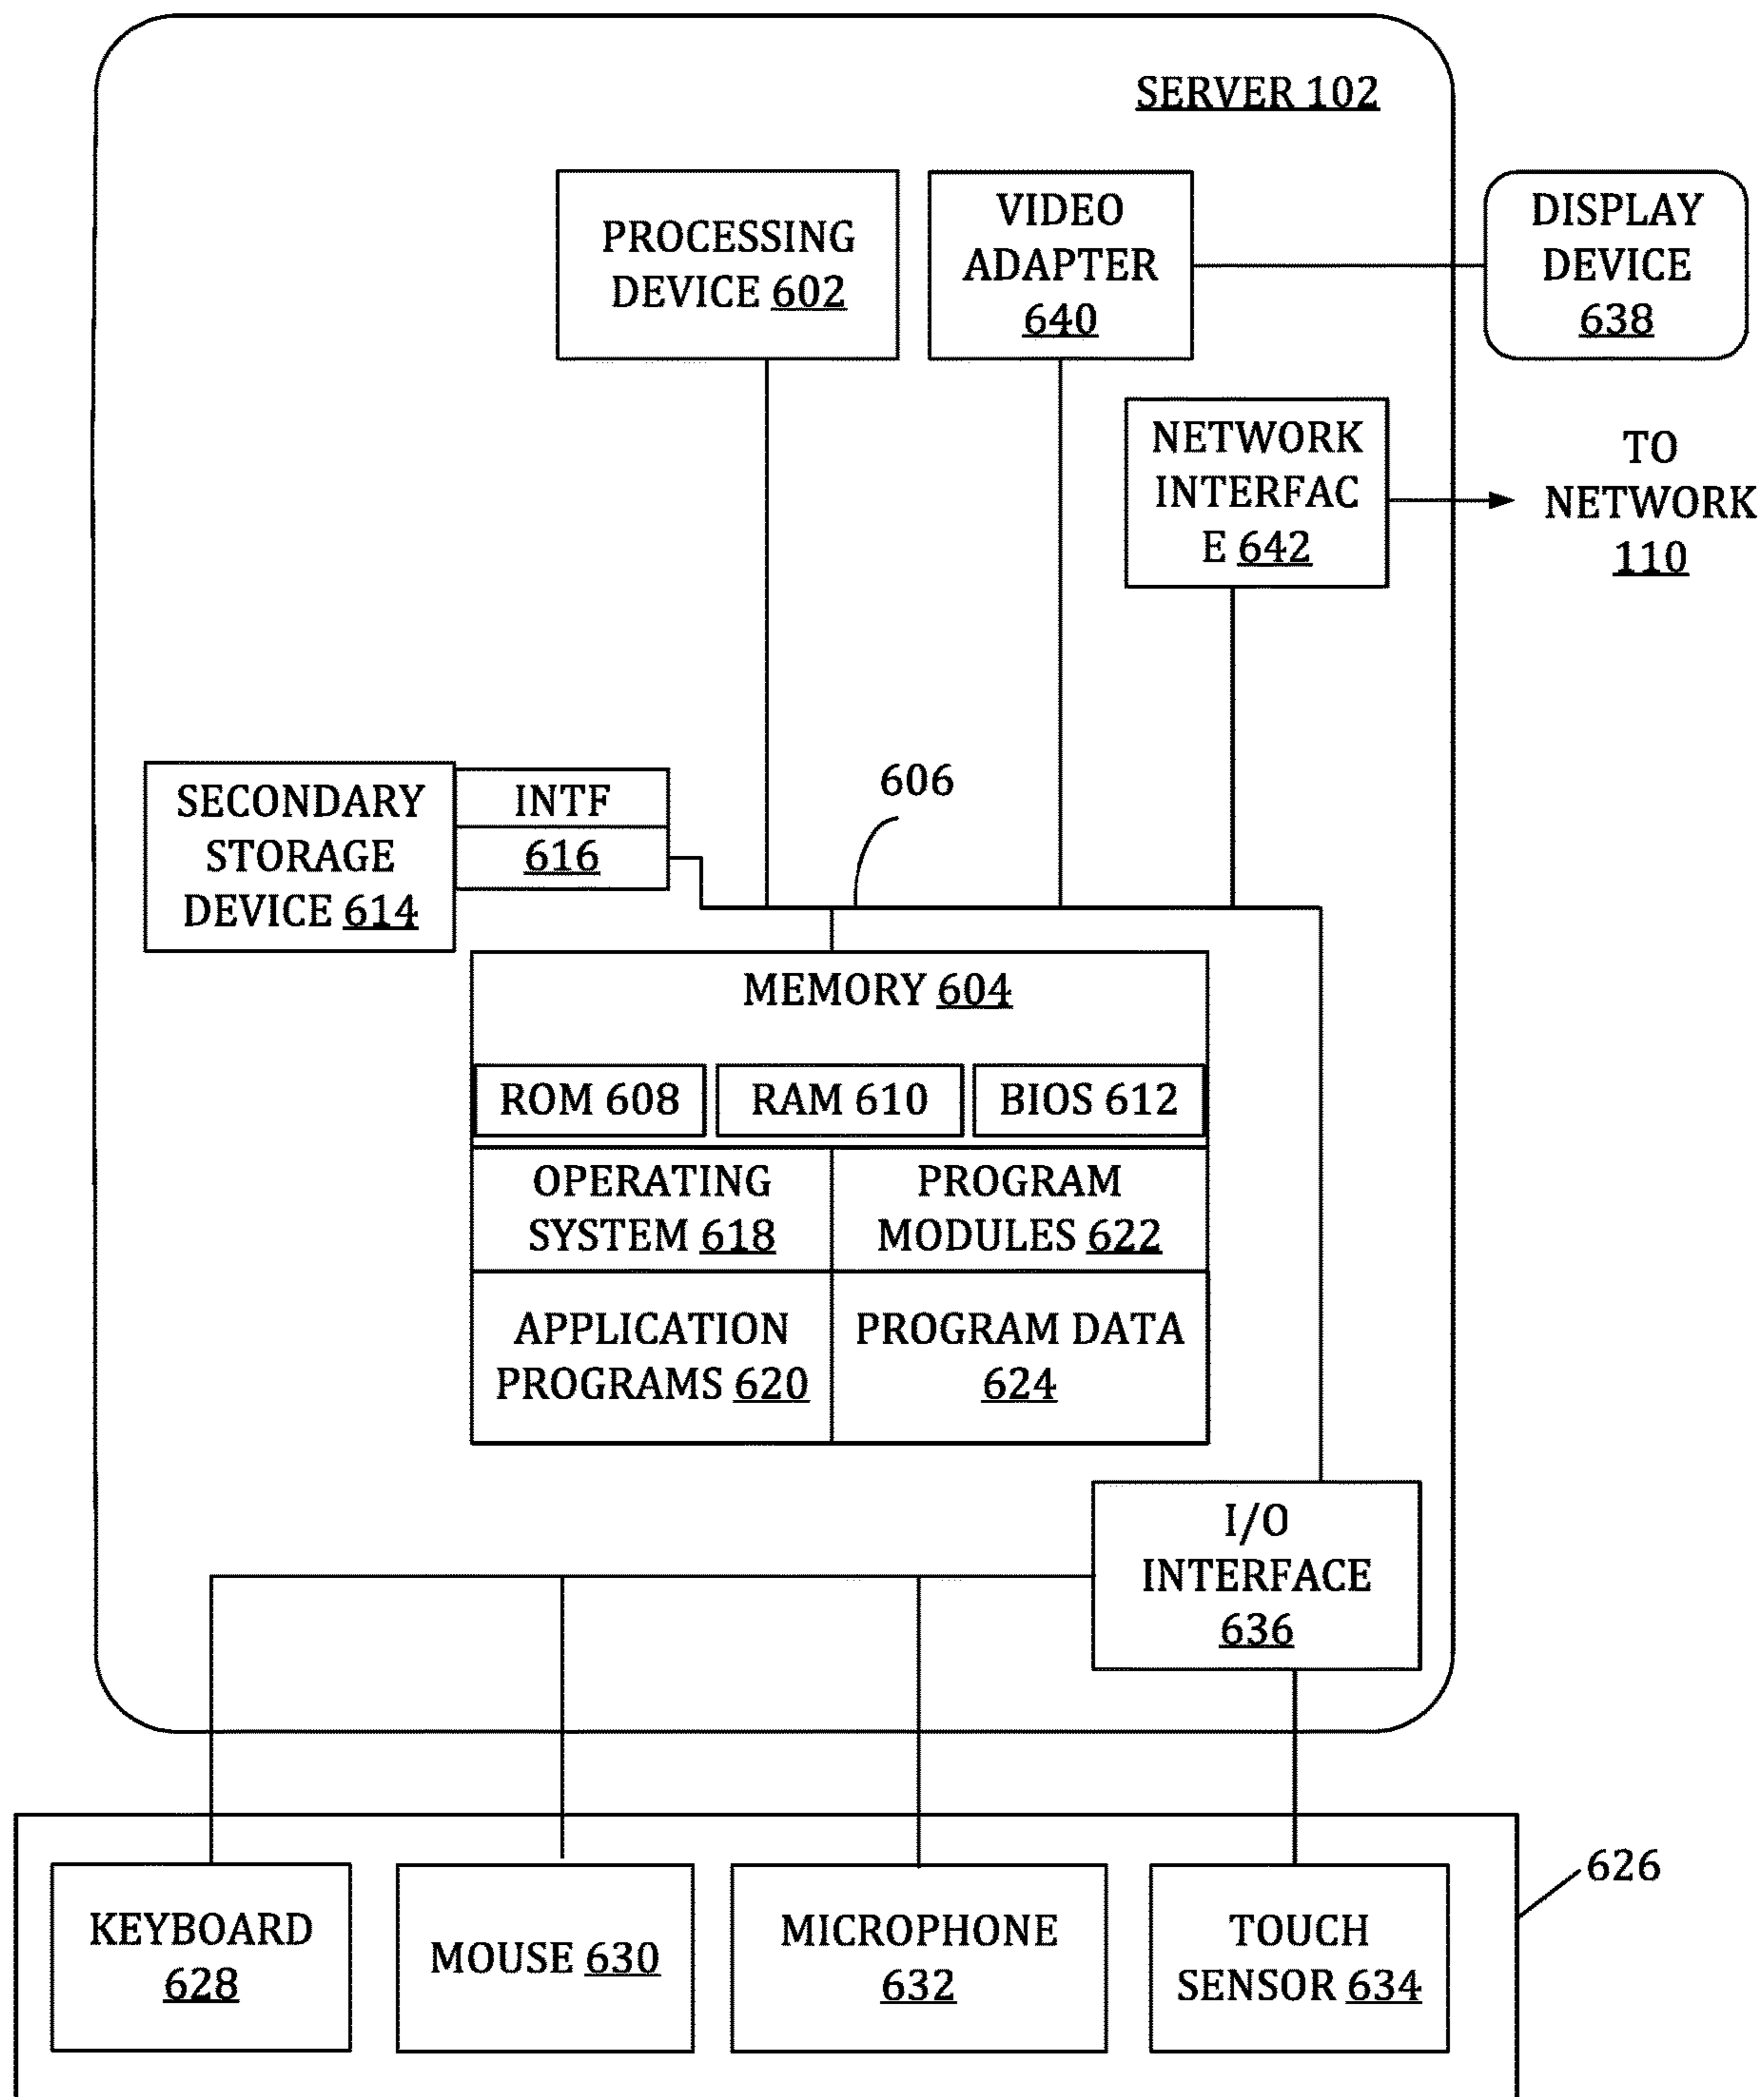 SERVER 102
PROCESSING
DEVICE 602
VIDEO
ADAPTER
640
DISPLAY
DEVICE
638
NETWORK
INTERFAC
E 642
TO
NETWORK
110
SECONDARY
STORAGE
DEVICE 614
INTF
616
606
MEMORY 604
ROM 608
RAM 610
BIOS 612
OPERATING
SYSTEM 618
PROGRAM
MODULES 622
APPLICATION
PROGRAMS 620
PROGRAM DATA
624
I/O
INTERFACE
636
626
KEYBOARD
628
MOUSE 630
MICROPHONE
632
TOUCH
SENSOR 634